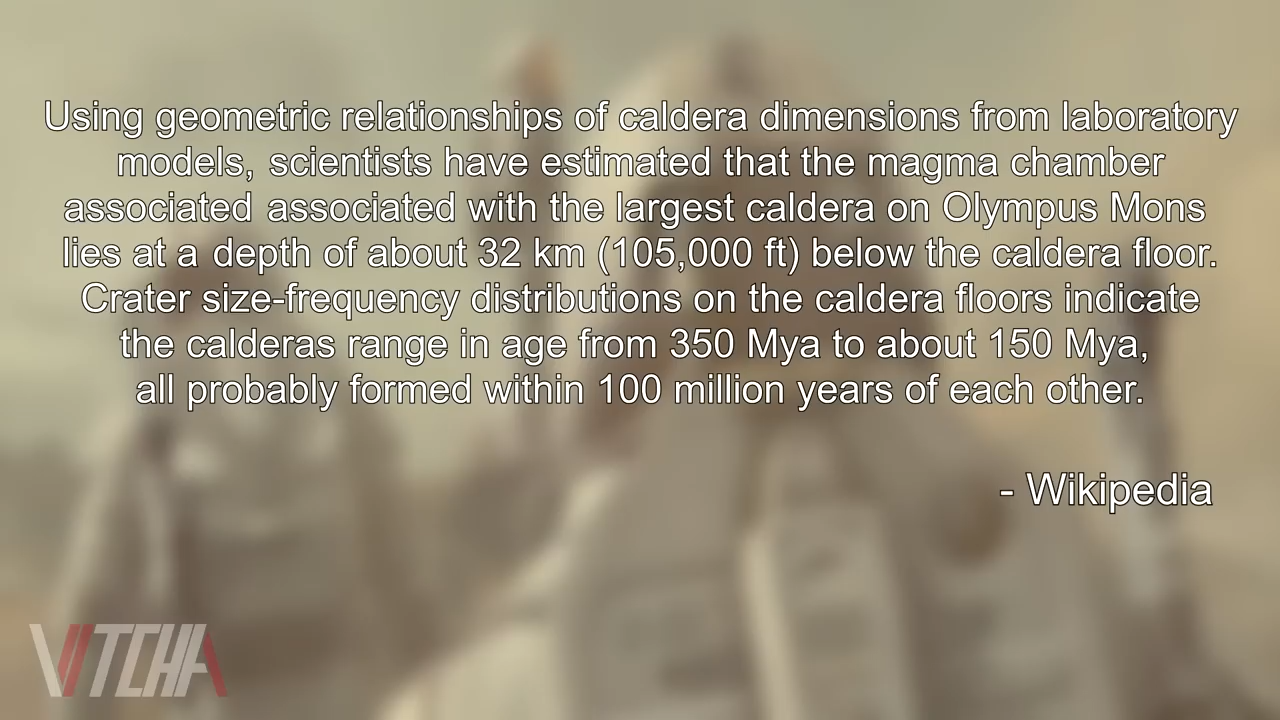 Using geometric relationships of caldera dimensions from laboratory
models, scientists have estimated that the magma chamber
associated associated with the largest caldera on Olympus Mons
lies at a depth of about 32 km (105,000 ft) below the caldera floor.
Crater size-frequency distributions on the caldera floors indicate
the calderas range in age from 350 Mya to about 150 Mya,
all probably formed within 100 million years of each other.
- Wikipedia
VITCHA